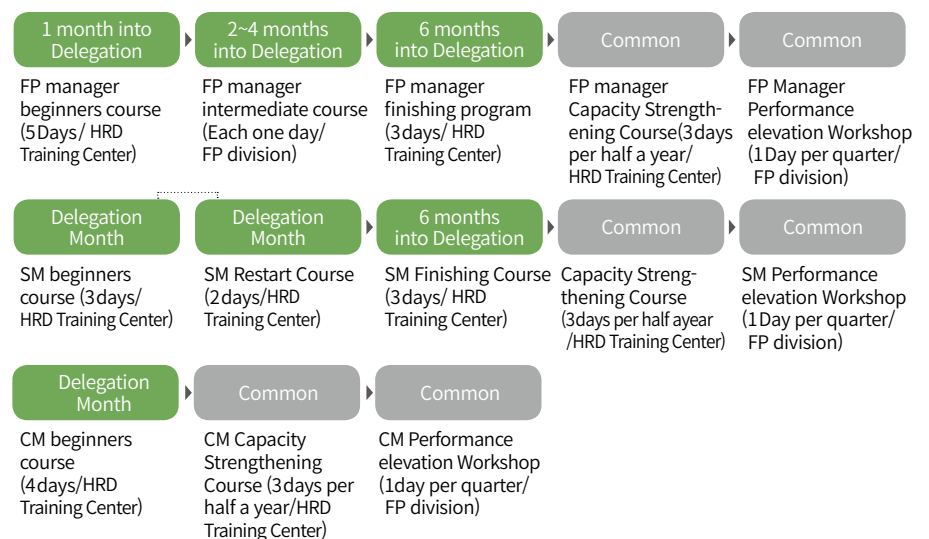 1 month into
Delegation
2~4 months
into Delegation
6 months
into Delegation
Common
Common
FP manager
beginners course
(5Days/ HRD
Training Center)
FP manager
intermediate course
(Each one day/
FP division)
FP manager
finishing program
(3days/ HRD
Training Center)
FP manager
Capacity Strength-
ening Course(3days
per half a year/
HRD Training Center)
FP Manager
Performance
elevation Workshop
(1Day per quarter/
FP division)
Delegation
Month
Delegation
Month
6 months
into Delegation
Common
Common
SM beginners
course (3days/
HRD Training Center)
SM Restart Course
(2days/HRD
Training Center)
SM Finishing Course
(3days/ HRD
Training Center)
Capacity Streng-
thening Course
(3days per half ayear
/HRD Training Center)
SM Performance
elevation Workshop
(1Day per quarter/
FP division)
Delegation
Month
Common
Common
CM beginners
course
(4days/HRD
Training Center)
CM Capacity
Strengthening
Course (3days per
half a year/HRD
Training Center)
CM Performance
elevation Workshop
(1day per quarter/
FP division)